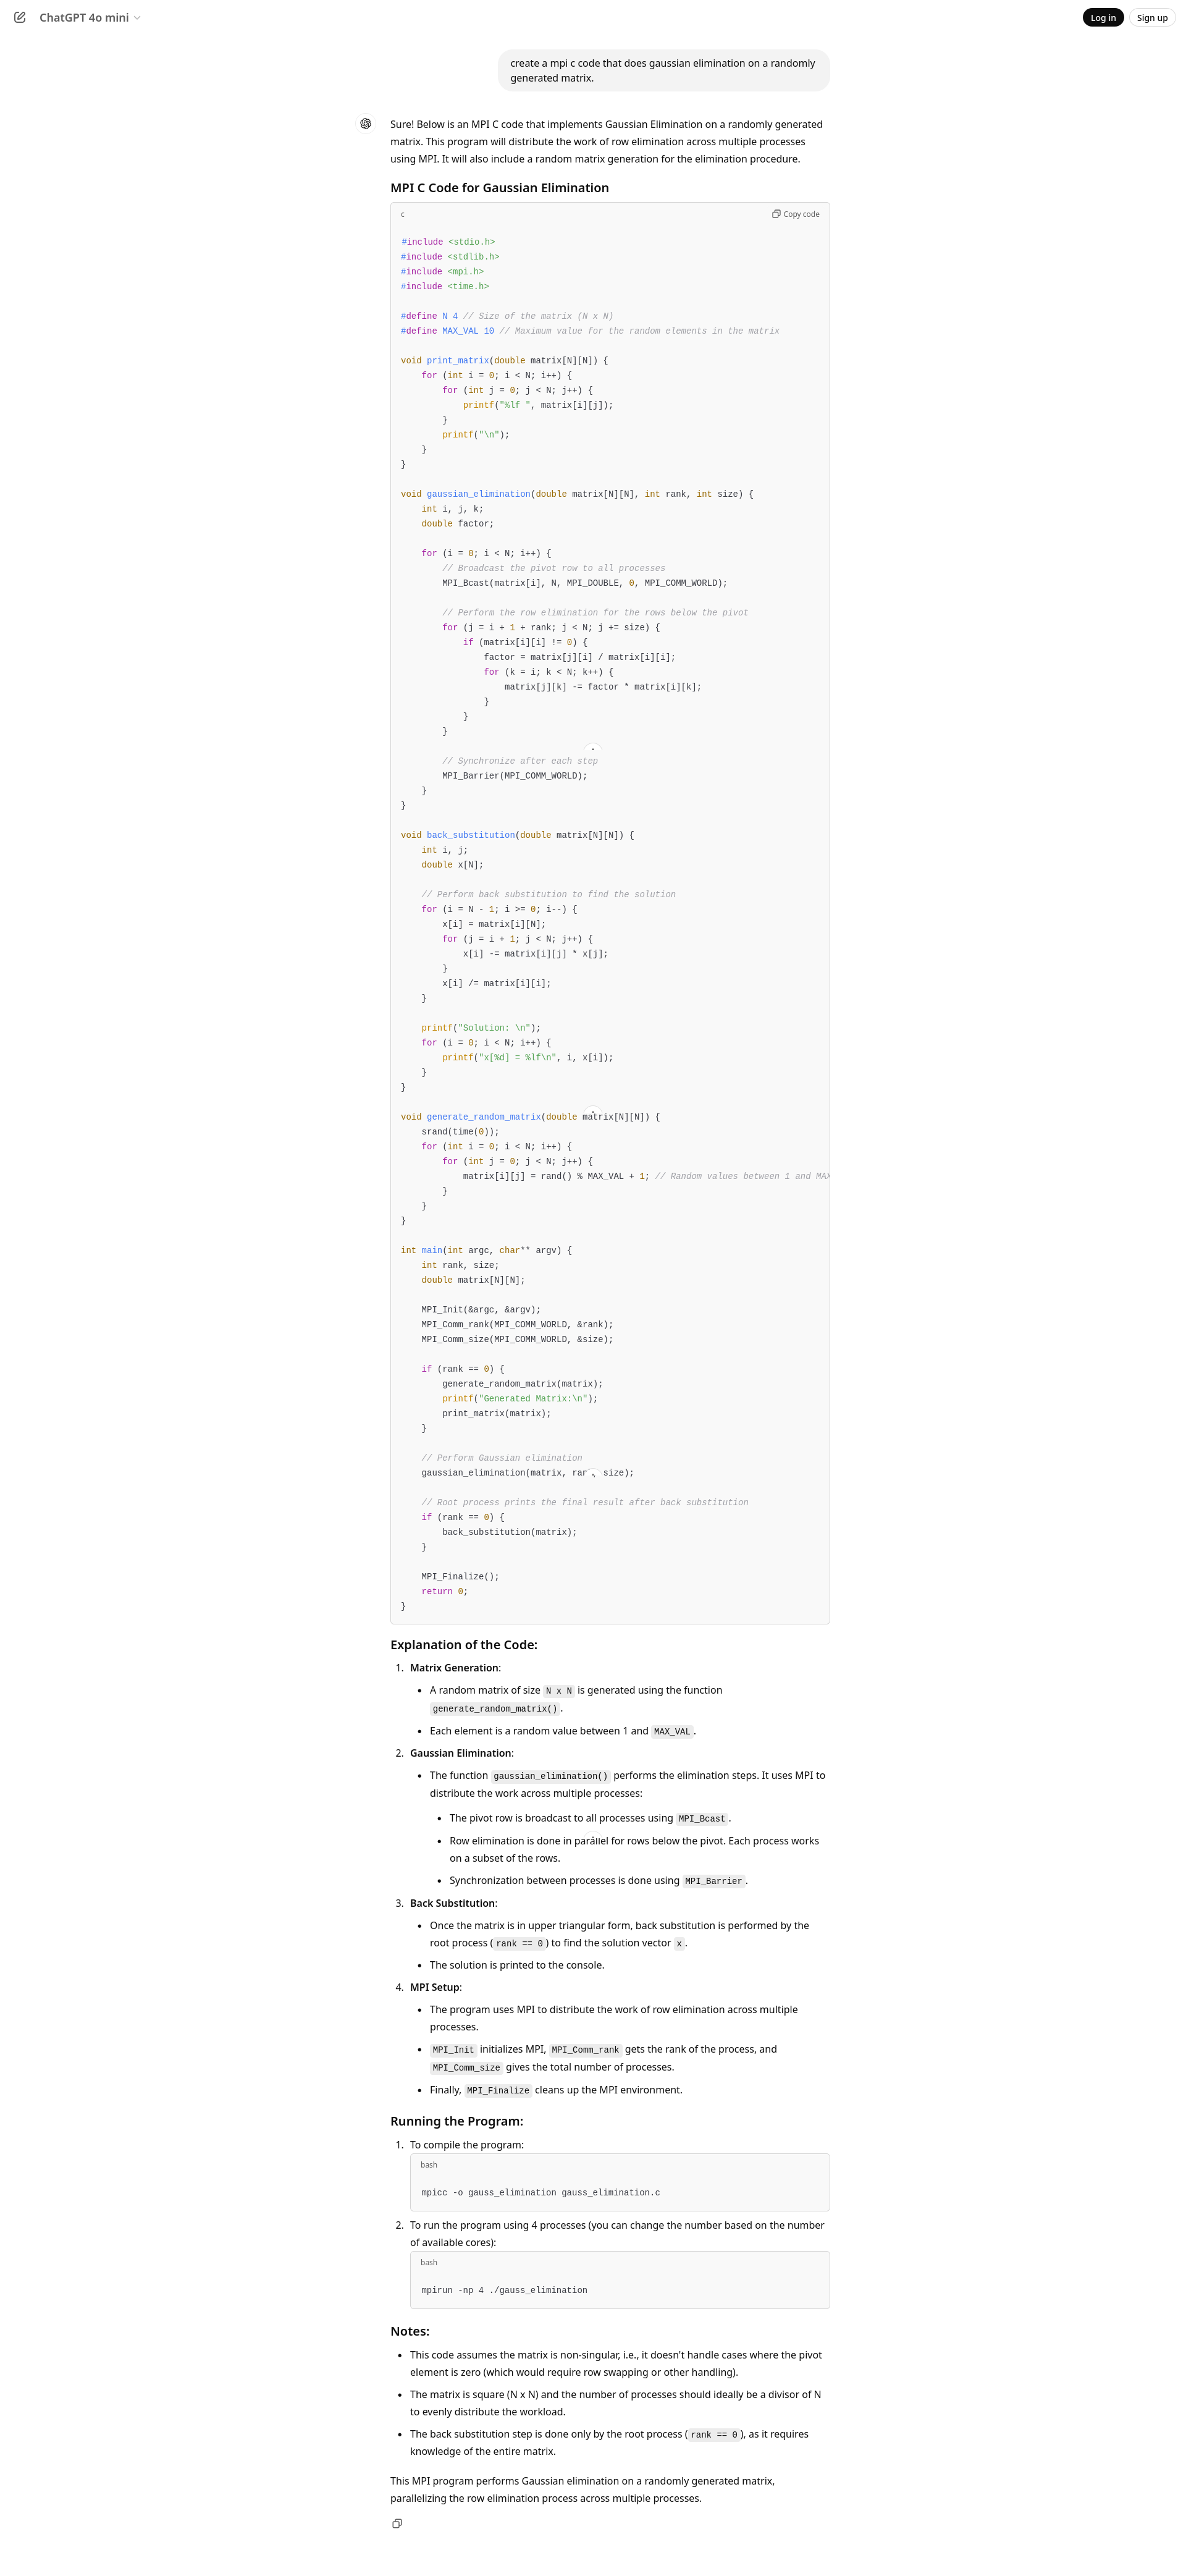 ChatGPT 4o mini
Log in
Sign up
create a mpi c code that does gaussian elimination on a randomly
generated matrix.
Sure! Below is an MPI C code that implements Gaussian Elimination on a randomly generated
matrix. This program will distribute the work of row elimination across multiple processes
using MPI. It will also include a random matrix generation for the elimination procedure.
MPI C Code for Gaussian Elimination
c
Copy code
#include <stdio.h>
#include <stdlib.h>
#include <mpi.h>
#include <time.h>
#define N 4 // Size of the matrix (N x N)
#define MAX_VAL 10 // Maximum value for the random elements in the matrix
void print_matrix(double matrix[N][N]) {
    for (int i = 0; i < N; i++) {
        for (int j = 0; j < N; j++) {
            printf("%lf ", matrix[i][j]);
        }
        printf("\n");
    }
}
void gaussian_elimination(double matrix[N][N], int rank, int size) {
    int i, j, k;
    double factor;
    for (i = 0; i < N; i++) {
        // Broadcast the pivot row to all processes
        MPI_Bcast(matrix[i], N, MPI_DOUBLE, 0, MPI_COMM_WORLD);
        // Perform the row elimination for the rows below the pivot
        for (j = i + 1 + rank; j < N; j += size) {
            if (matrix[i][i] != 0) {
                factor = matrix[j][i] / matrix[i][i];
                for (k = i; k < N; k++) {
                    matrix[j][k] -= factor * matrix[i][k];
                }
            }
        }
        // Synchronize after each step
        MPI_Barrier(MPI_COMM_WORLD);
    }
}
void back_substitution(double matrix[N][N]) {
    int i, j;
    double x[N];
    // Perform back substitution to find the solution
    for (i = N - 1; i >= 0; i--) {
        x[i] = matrix[i][N];
        for (j = i + 1; j < N; j++) {
            x[i] -= matrix[i][j] * x[j];
        }
        x[i] /= matrix[i][i];
    }
    printf("Solution: \n");
    for (i = 0; i < N; i++) {
        printf("x[%d] = %lf\n", i, x[i]);
    }
}
void generate_random_matrix(double matrix[N][N]) {
    srand(time(0));
    for (int i = 0; i < N; i++) {
        for (int j = 0; j < N; j++) {
            matrix[i][j] = rand() % MAX_VAL + 1; // Random values between 1 and MAX
        }
    }
}
int main(int argc, char** argv) {
    int rank, size;
    double matrix[N][N];
    MPI_Init(&argc, &argv);
    MPI_Comm_rank(MPI_COMM_WORLD, &rank);
    MPI_Comm_size(MPI_COMM_WORLD, &size);
    if (rank == 0) {
        generate_random_matrix(matrix);
        printf("Generated Matrix:\n");
        print_matrix(matrix);
    }
    // Perform Gaussian elimination
    gaussian_elimination(matrix, rank, size);
    // Root process prints the final result after back substitution
    if (rank == 0) {
        back_substitution(matrix);
    }
    MPI_Finalize();
    return 0;
}
Explanation of the Code:
1. Matrix Generation:
• A random matrix of size N x N is generated using the function
generate_random_matrix().
• Each element is a random value between 1 and MAX_VAL.
2. Gaussian Elimination:
• The function gaussian_elimination() performs the elimination steps. It uses MPI to
distribute the work across multiple processes:
• The pivot row is broadcast to all processes using MPI_Bcast.
• Row elimination is done in parallel for rows below the pivot. Each process works
on a subset of the rows.
• Synchronization between processes is done using MPI_Barrier.
3. Back Substitution:
• Once the matrix is in upper triangular form, back substitution is performed by the
root process (rank == 0) to find the solution vector x.
• The solution is printed to the console.
4. MPI Setup:
• The program uses MPI to distribute the work of row elimination across multiple
processes.
• MPI_Init initializes MPI, MPI_Comm_rank gets the rank of the process, and
MPI_Comm_size gives the total number of processes.
• Finally, MPI_Finalize cleans up the MPI environment.
Running the Program:
1. To compile the program:
bash
mpicc -o gauss_elimination gauss_elimination.c
2. To run the program using 4 processes (you can change the number based on the number
of available cores):
bash
mpirun -np 4 ./gauss_elimination
Notes:
• This code assumes the matrix is non-singular, i.e., it doesn't handle cases where the pivot
element is zero (which would require row swapping or other handling).
• The matrix is square (N x N) and the number of processes should ideally be a divisor of N
to evenly distribute the workload.
• The back substitution step is done only by the root process (rank == 0), as it requires
knowledge of the entire matrix.
This MPI program performs Gaussian elimination on a randomly generated matrix,
parallelizing the row elimination process across multiple processes.